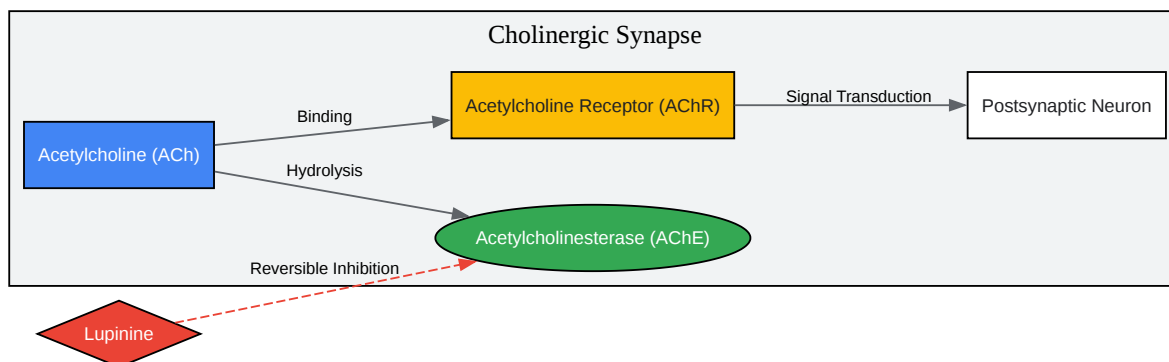 Cholinergic Synapse
Acetylcholine (ACh)
Binding
Acetylcholine Receptor (AChR)
Signal Transduction
Postsynaptic Neuron
Hydrolysis
Acetylcholinesterase (AChE)
Reversible Inhibition
Lupinine